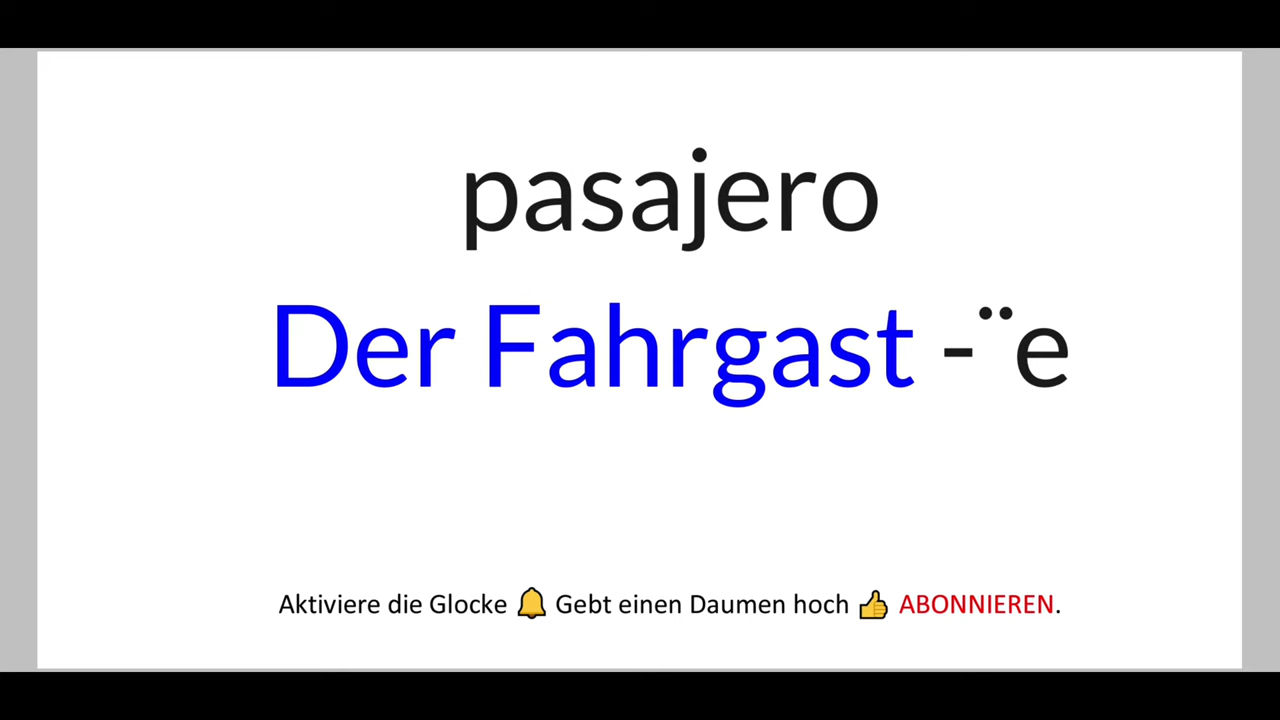 pasajero
Der Fahrgast -¨e
Aktiviere die Glocke 🔔 Gebt einen Daumen hoch 👍 ABONNIEREN.